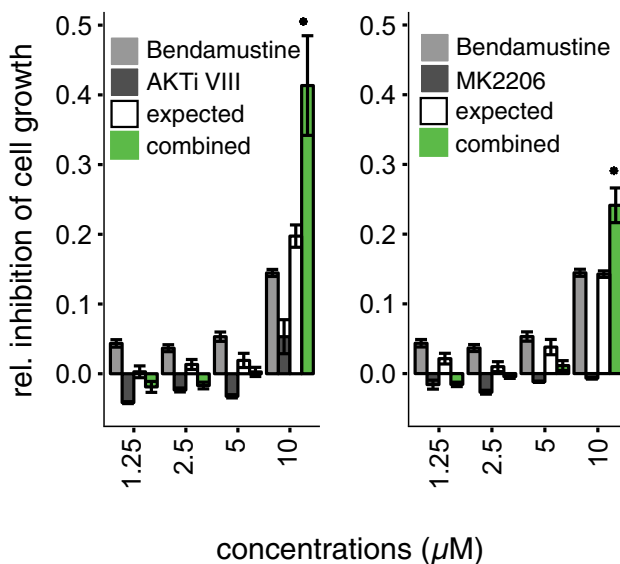 rel. inhibition of cell growth
0.5
0.4
0.3
0.2
0.1
0.0
Bendamustine
AKTi VIII
expected
combined
1.25
2.5
5
10
0.5
0.4
0.3
0.2
0.1
0.0
Bendamustine
MK2206
expected
combined
1.25
2.5
5
10
concentrations (µM)